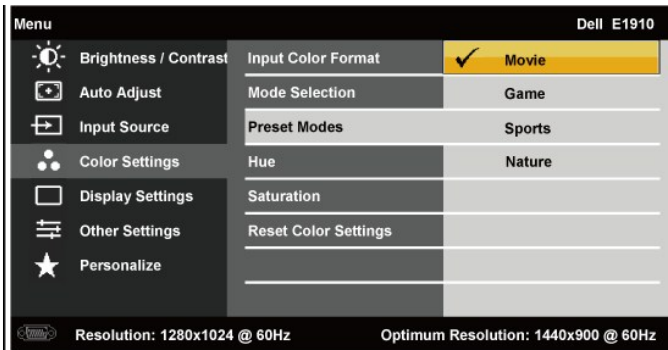 Menu Dell E1910
Brightness / Contrast Input Color Format Movie
Auto Adjust Mode Selection Game
Input Source Preset Modes Sports
Color Settings Hue Nature
Display Settings Saturation
Other Settings Reset Color Settings
Personalize
Resolution: 1280x1024 @ 60Hz Optimum Resolution: 1440x900 @ 60Hz